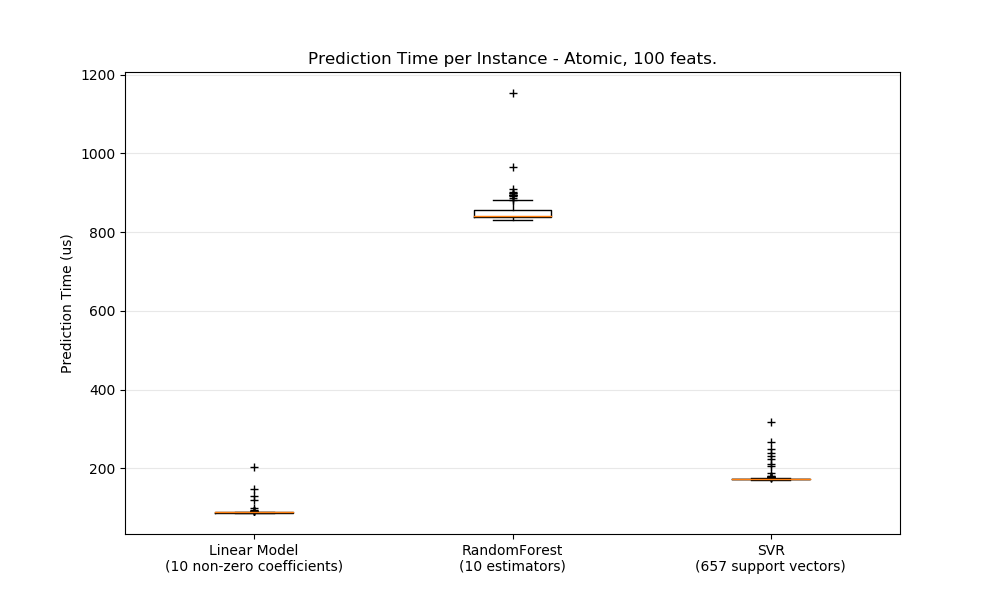 Prediction Time per Instance - Atomic, 100 feats.
1200
1000
800
600
400
200
Prediction Time (us)
Linear Model
(10 non-zero coefficients)
RandomForest
(10 estimators)
SVR
(657 support vectors)